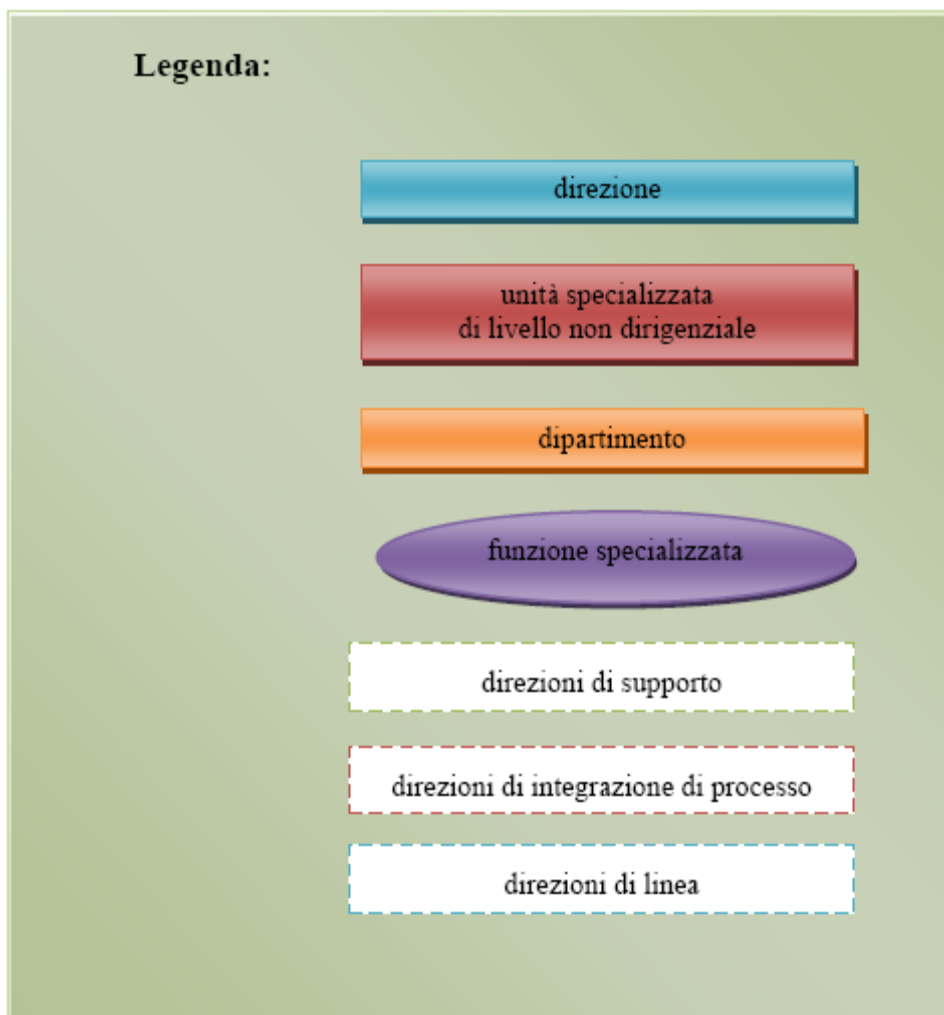 Legenda:
direzione
unità specializzata
di livello non dirigenziale
dipartimento
funzione specializzata
direzioni di supporto
direzioni di integrazione di processo
direzioni di linea